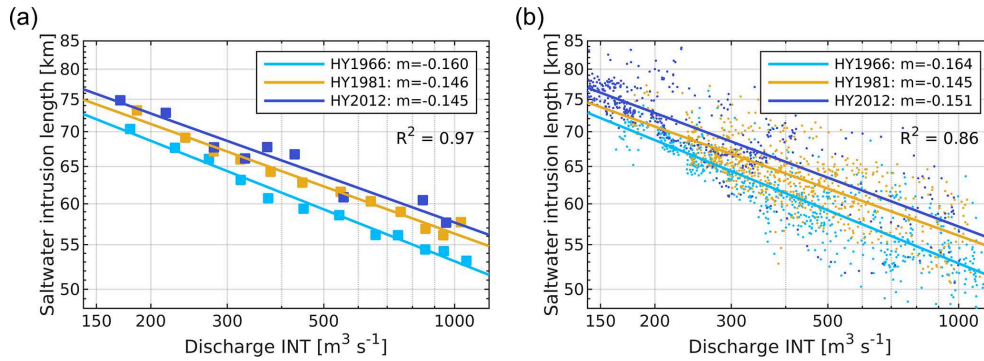 (a)
Saltwater intrusion length [km]
85
80
75
70
65
60
55
50
HY1966: m=-0.160
HY1981: m=-0.146
HY2012: m=-0.145
R² = 0.97
150 200 300 500 1000
Discharge INT [m³ s⁻¹]
(b)
Saltwater intrusion length [km]
85
80
75
70
65
60
55
50
HY1966: m=-0.164
HY1981: m=-0.145
HY2012: m=-0.151
R² = 0.86
150 200 300 500 1000
Discharge INT [m³ s⁻¹]